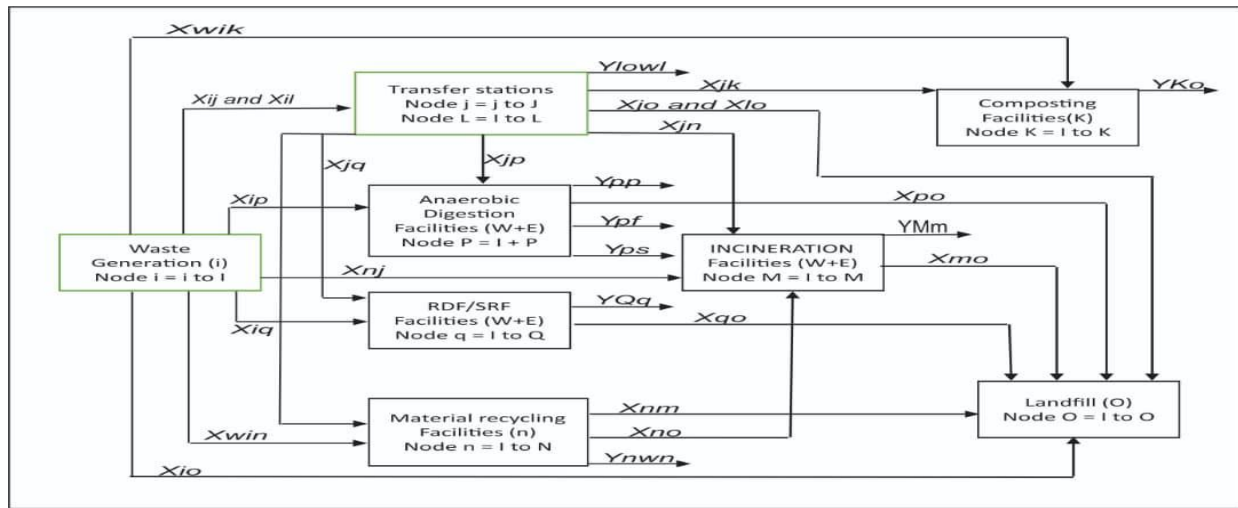 Xwik
Ylowl
Xjk
YKo
Xij and Xil
Transfer stations
Node j = j to J
Node L = I to L
Xjo and Xlo
Xjn
Composting
Facilities(K)
Node K = I to K
Xjq
Xjp
Xip
Anaerobic
Digestion
Facilities (W+E)
Node P = I + P
Ypp
Ypf
Yps
Xpo
Waste
Generation (i)
Node i = i to I
Xnj
INCINERATION
Facilities (W+E)
Node M = I to M
YMm
Xmo
Xiq
RDF/SRF
Facilities (W+E)
Node q = I to Q
YQq
Xqo
Landfill (O)
Node O = I to O
Xwin
Material recycling
Facilities (n)
Node n = I to N
Xnm
Xno
Ynwn
Xio